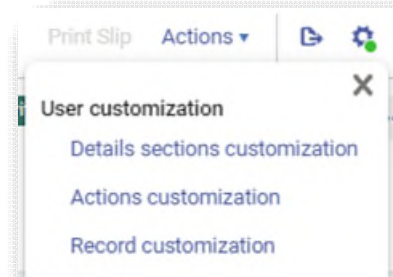 Print Slip Actions
User customization
Details sections customization
Actions customization
Record customization